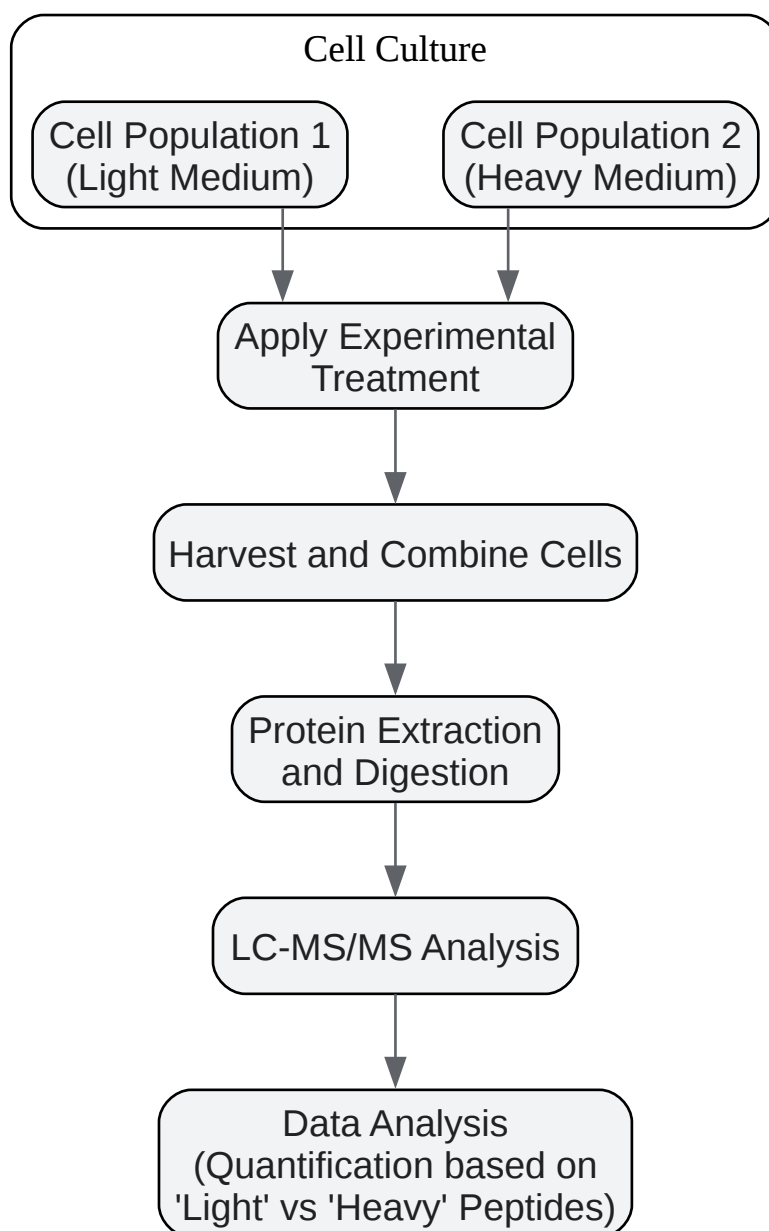 Cell Culture
Cell Population 1
(Light Medium)
Cell Population 2
(Heavy Medium)
Apply Experimental
Treatment
Harvest and Combine Cells
Protein Extraction
and Digestion
LC-MS/MS Analysis
Data Analysis
(Quantification based on
'Light' vs 'Heavy' Peptides)